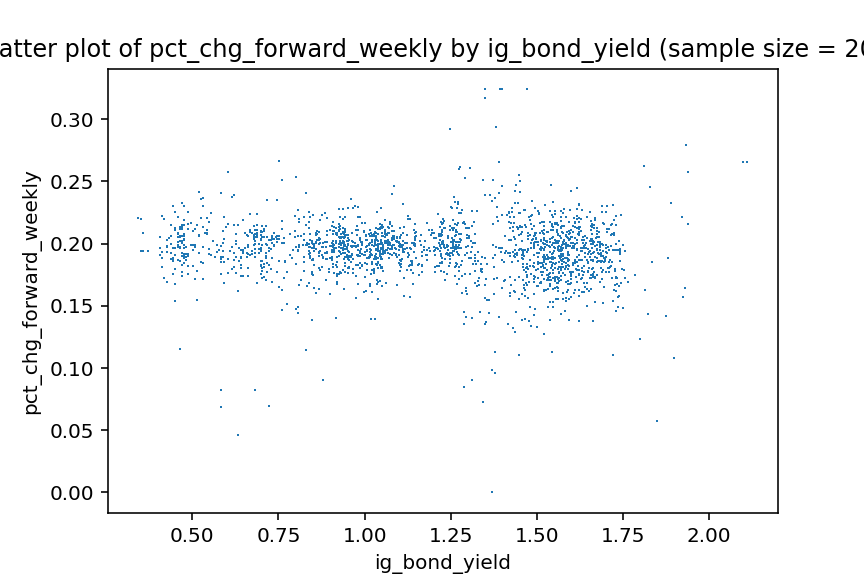 atter plot of pct_chg_forward_weekly by ig_bond_yield (sample size = 20
0.30
0.25
0.20
0.15
0.10
0.05
0.00
pct_chg_forward_weekly
0.50 0.75 1.00 1.25 1.50 1.75 2.00
ig_bond_yield